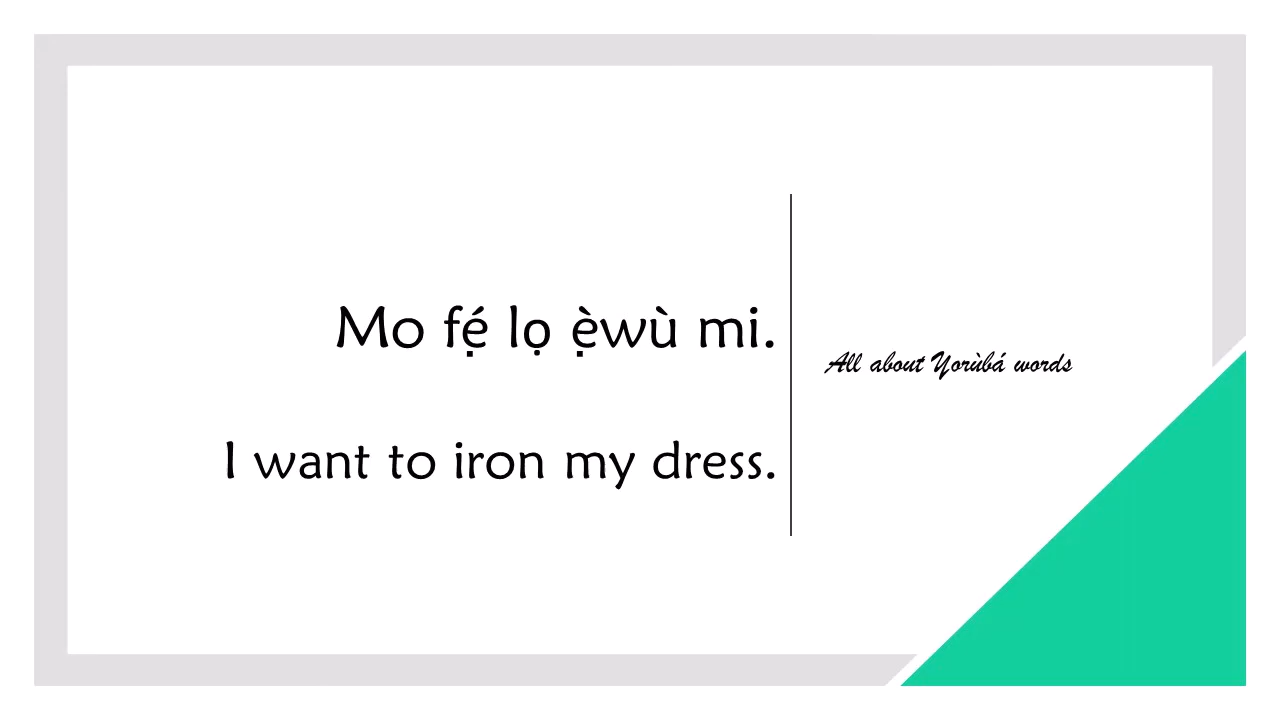 Mo fẹ́ lọ ẹ̀wù mi.
I want to iron my dress.
All about Yorùbá words